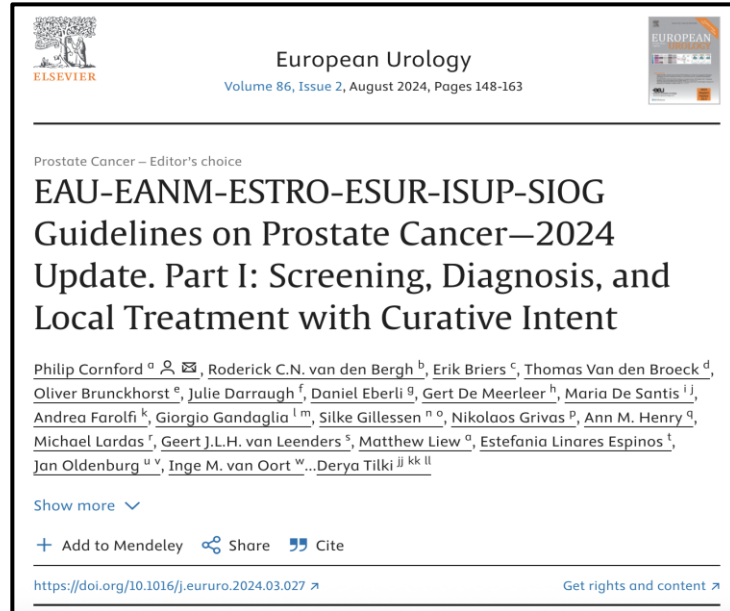 ELSEVIER
European Urology
Volume 86, Issue 2, August 2024, Pages 148-163
EUROPEAN
UROLOGY
Prostate Cancer – Editor's choice
EAU-EANM-ESTRO-ESUR-ISUP-SIOG
Guidelines on Prostate Cancer—2024
Update. Part I: Screening, Diagnosis, and
Local Treatment with Curative Intent
Philip Cornford a, Roderick C.N. van den Bergh b, Erik Briers c, Thomas Van den Broeck d,
Oliver Brunckhorst e, Julie Darraugh f, Daniel Eberli g, Gert De Meerleer h, Maria De Santis i j,
Andrea Farolfi k, Giorgio Gandaglia l m, Silke Gillessen n o, Nikolaos Grivas p, Ann M. Henry q,
Michael Lardas r, Geert J.L.H. van Leenders s, Matthew Liew a, Estefania Linares Espinos t,
Jan Oldenburg u v, Inge M. van Oort w...Derya Tilki jj kk ll
Show more
Add to Mendeley Share Cite
https://doi.org/10.1016/j.eururo.2024.03.027 Get rights and content